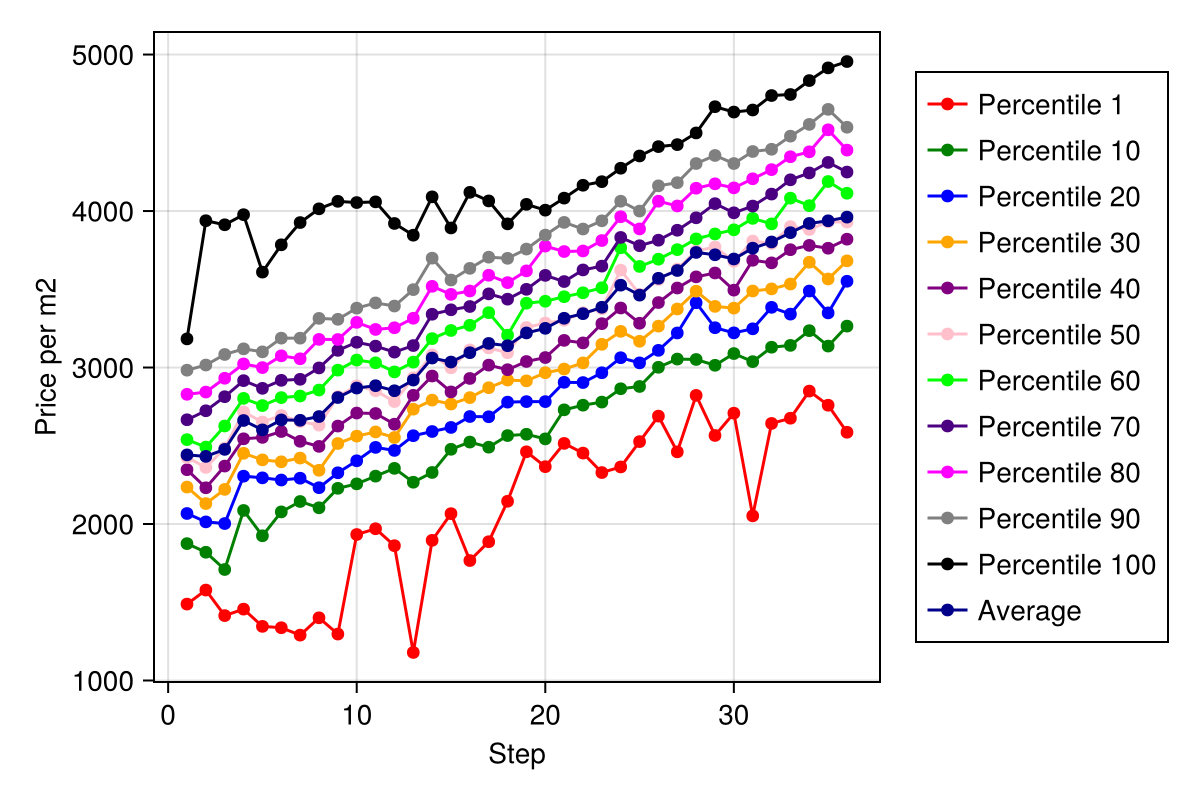 5000
4000
3000
2000
1000
Price per m2
0 10 20 30
Step
Percentile 1
Percentile 10
Percentile 20
Percentile 30
Percentile 40
Percentile 50
Percentile 60
Percentile 70
Percentile 80
Percentile 90
Percentile 100
Average